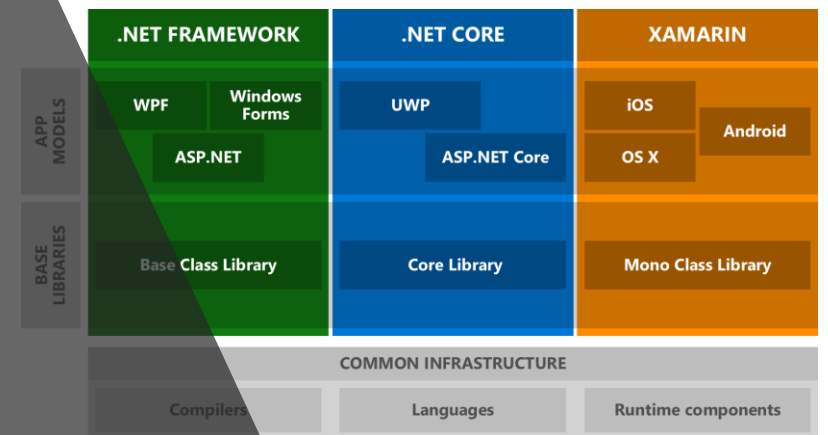 .NET FRAMEWORK
.NET CORE
XAMARIN
APP
MODELS
WPF
Windows
Forms
ASP.NET
UWP
ASP.NET Core
iOS
Android
OS X
BASE
LIBRARIES
Base Class Library
Core Library
Mono Class Library
COMMON INFRASTRUCTURE
Compilers
Languages
Runtime components